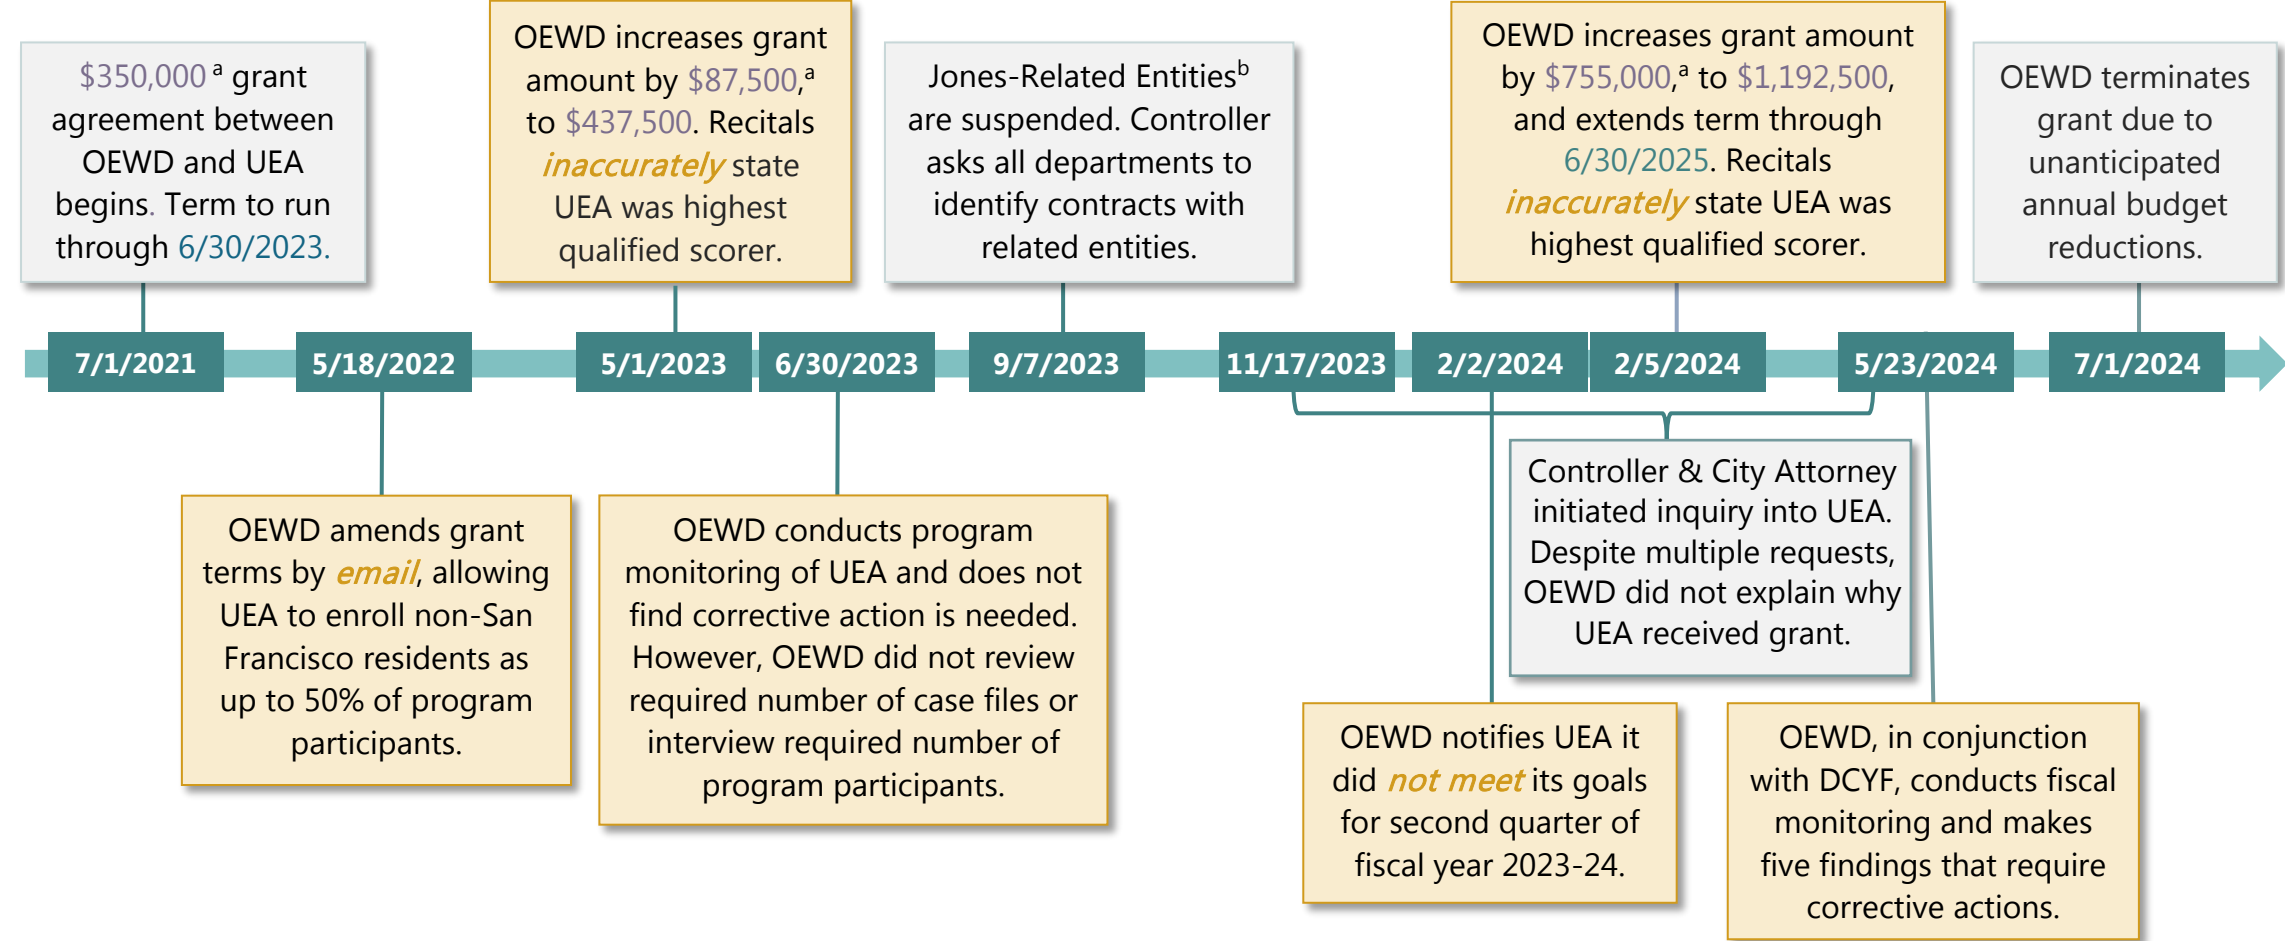 $350,000 a grant
agreement between
OEWD and UEA
begins. Term to run
through 6/30/2023.
OEWD increases grant
amount by $87,500,a
to $437,500. Recitals
inaccurately state
UEA was highest
qualified scorer.
Jones-Related Entitiesb
are suspended. Controller
asks all departments to
identify contracts with
related entities.
OEWD increases grant amount
by $755,000,a to $1,192,500,
and extends term through
6/30/2025. Recitals
inaccurately state UEA was
highest qualified scorer.
OEWD terminates
grant due to
unanticipated
annual budget
reductions.
7/1/2021
5/18/2022
5/1/2023
6/30/2023
9/7/2023
11/17/2023
2/2/2024
2/5/2024
5/23/2024
7/1/2024
OEWD amends grant
terms by email, allowing
UEA to enroll non-San
Francisco residents as
up to 50% of program
participants.
OEWD conducts program
monitoring of UEA and does not
find corrective action is needed.
However, OEWD did not review
required number of case files or
interview required number of
program participants.
Controller & City Attorney
initiated inquiry into UEA.
Despite multiple requests,
OEWD did not explain why
UEA received grant.
OEWD notifies UEA it
did not meet its goals
for second quarter of
fiscal year 2023-24.
OEWD, in conjunction
with DCYF, conducts fiscal
monitoring and makes
five findings that require
corrective actions.